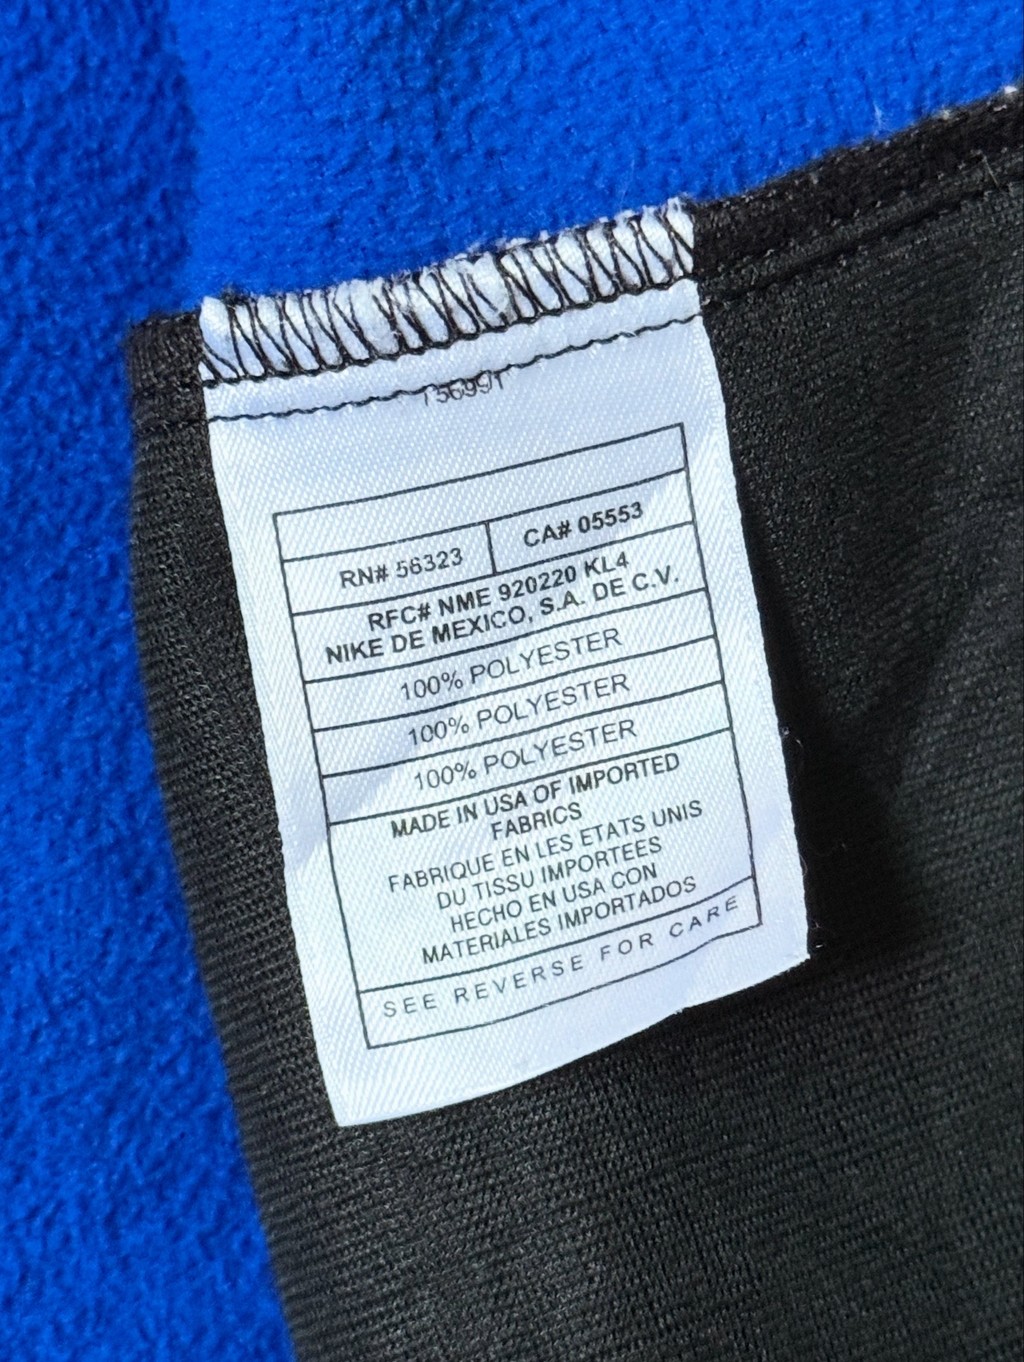 RN# 56323 CA# 05553
RFC# NME 920220 KL4
NIKE DE MEXICO, S.A. DE C.V.
100% POLYESTER
100% POLYESTER
100% POLYESTER
MADE IN USA OF IMPORTED
FABRICS
FABRIQUE EN LES ETATS UNIS
DU TISSU IMPORTEES
HECHO EN USA CON
MATERIALES IMPORTADOS
SEE REVERSE FOR CARE